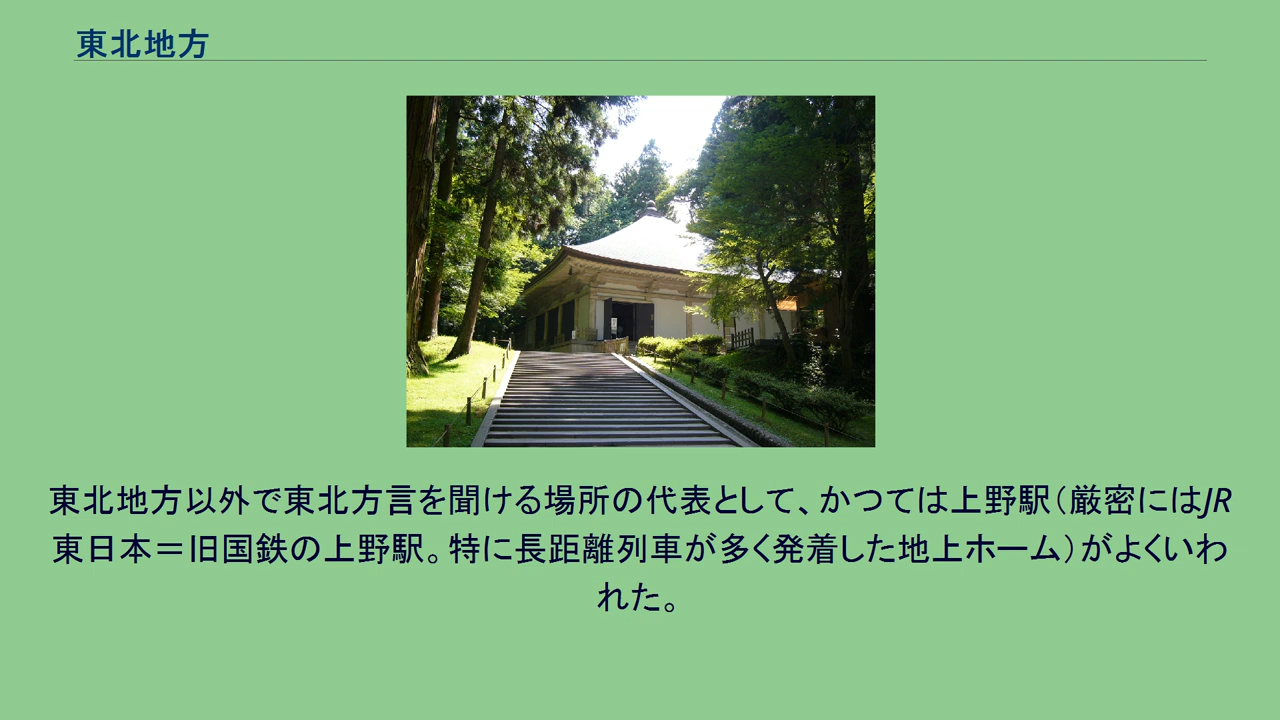 東北地方
東北地方以外で東北方言を聞ける場所の代表として、かつては上野駅（厳密にはJR
東日本＝旧国鉄の上野駅。特に長距離列車が多く発着した地上ホーム）がよくいわ
れた。